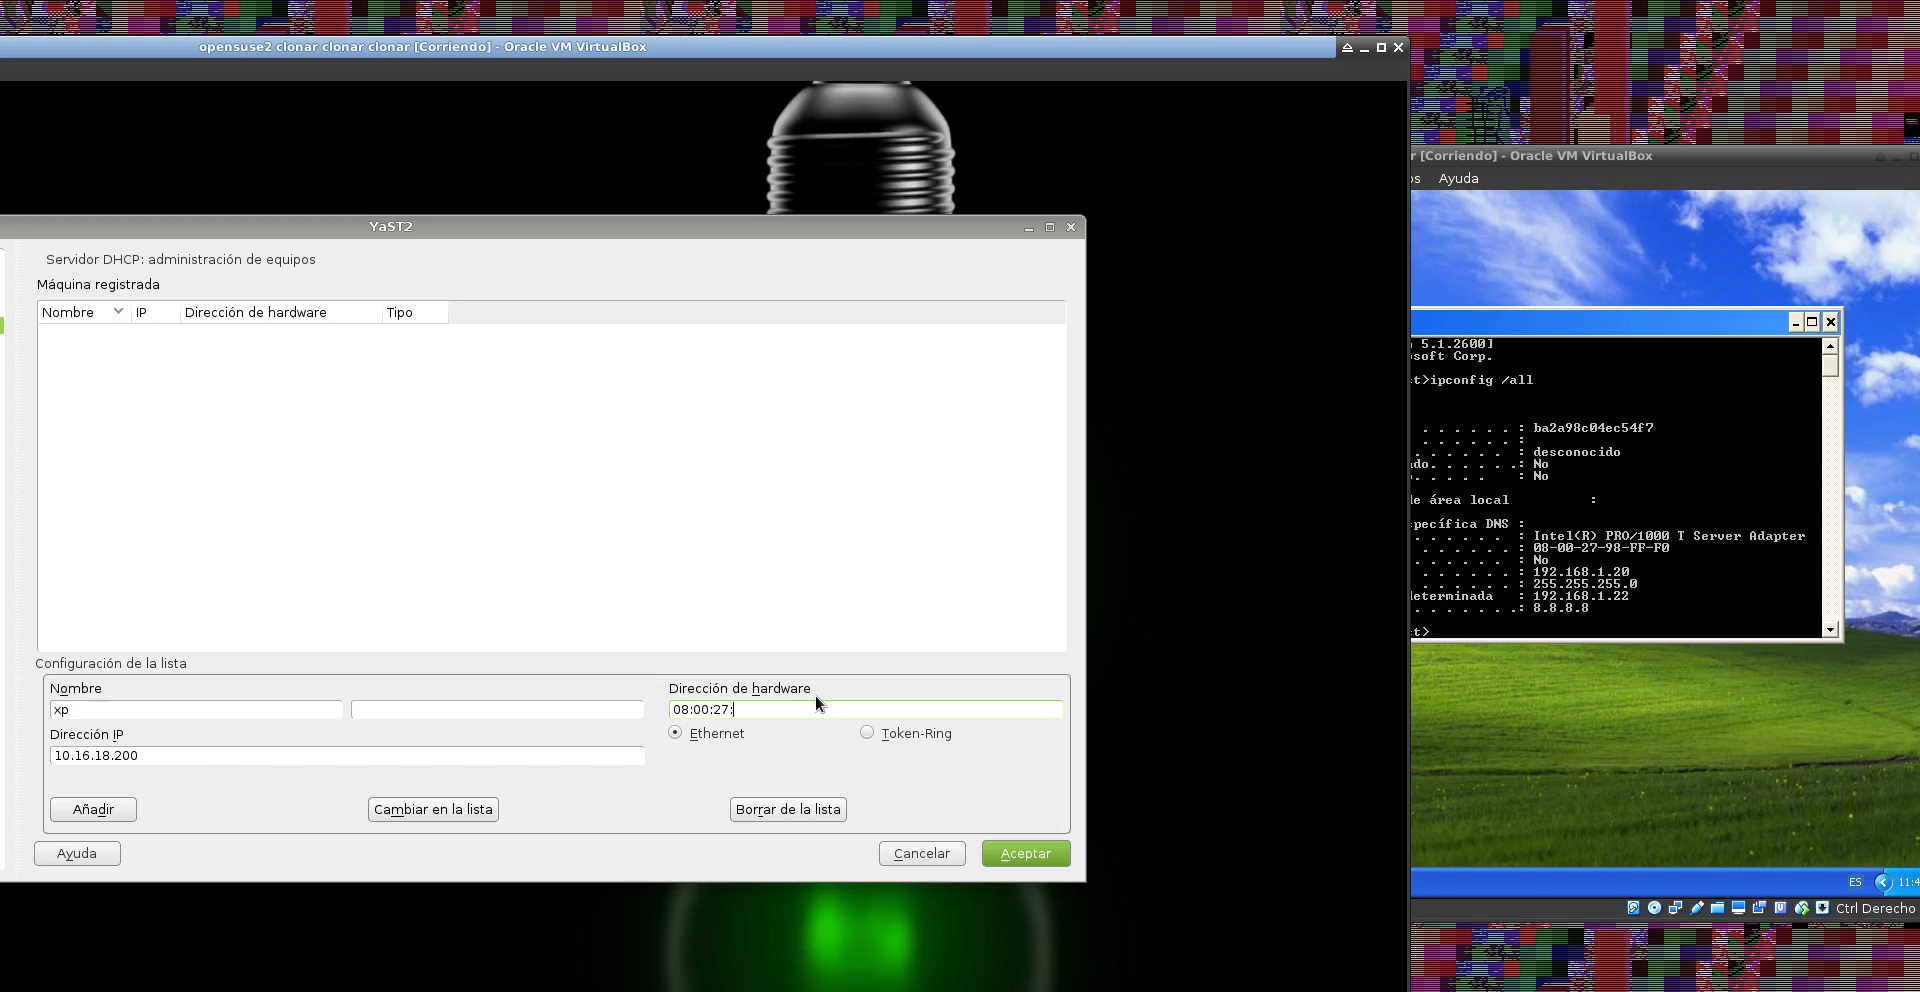 opensuse2 clonar clonar clonar [Corriendo] - Oracle VM VirtualBox
r [Corriendo] - Oracle VM VirtualBox
os Ayuda
YaST2
Servidor DHCP: administración de equipos
Máquina registrada
Nombre IP Dirección de hardware Tipo
Configuración de la lista
Nombre
xp
Dirección de hardware
08:00:27:
Ethernet Token-Ring
Dirección IP
10.16.18.200
Añadir Cambiar en la lista Borrar de la lista
Ayuda Cancelar Aceptar
5.1.2600]
soft Corp.
t>ipconfig /all
. . . . . . : ba2a98c04ec54f7
. . . . . . :
. . . . . . : desconocido
do. . . . . .: No
. . . . . : No
e área local :
pecífica DNS :
. . . . . . : Intel(R) PRO/1000 T Server Adapter
. . . . . . : 08-00-27-98-FF-F0
. . . . . . : No
. . . . . . : 192.168.1.20
. . . . . . : 255.255.255.0
eterminada : 192.168.1.22
. . . . . . .: 8.8.8.8
t>
ES 11:4
Ctrl Derecho